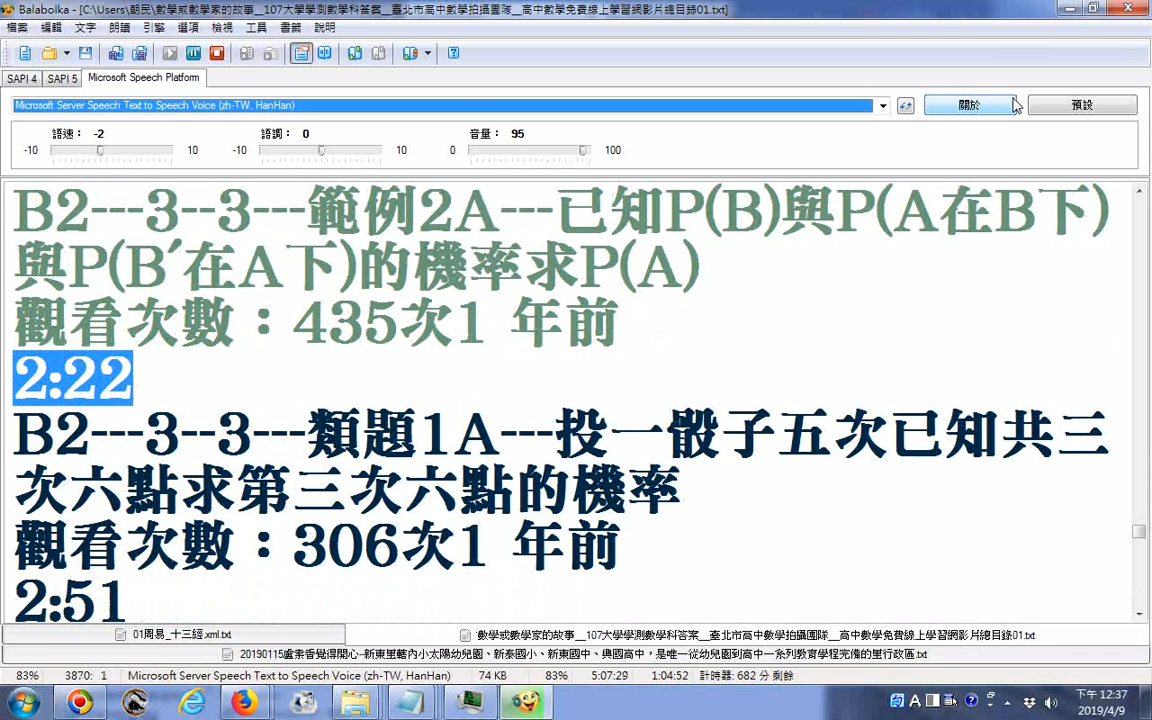 Balabolka - [C:\Users\朝民\數學或數學家的故事__107大學學測數學科答案__臺北市高中數學拍攝團隊__高中數學免費線上學習網影片總目錄01.txt]
檔案 編輯 文字 朗讀 引擎 選項 檢視 工具 書籤 說明
SAPI 4 SAPI 5 Microsoft Speech Platform
Microsoft Server Speech Text to Speech Voice (zh-TW, HanHan)
關於 預設
語速： -2 語調： 0 音量： 95
-10 10 -10 10 0 100
B2---3--3---範例2A---已知P(B)與P(A在B下)
與P(B′在A下)的機率求P(A)
觀看次數：435次1 年前
2:22
B2---3--3---類題1A---投一骰子五次已知共三
次六點求第三次六點的機率
觀看次數：306次1 年前
2:51
01周易_十三經.xml.txt
數學或數學家的故事__107大學學測數學科答案__臺北市高中數學拍攝團隊__高中數學免費線上學習網影片總目錄01.txt
20190115盧素香覺得開心-新東里轄內小太陽幼兒園、新泰國小、新東國中、興國高中，是唯一從幼兒園到高中一系列教育學程完備的里行政區.txt
83% 3870: 1 Microsoft Server Speech Text to Speech Voice (zh-TW, HanHan) 74 KB 83% 5:07:29 1:04:52 計時器: 682 分 剩餘
下午 12:37
2019/4/9